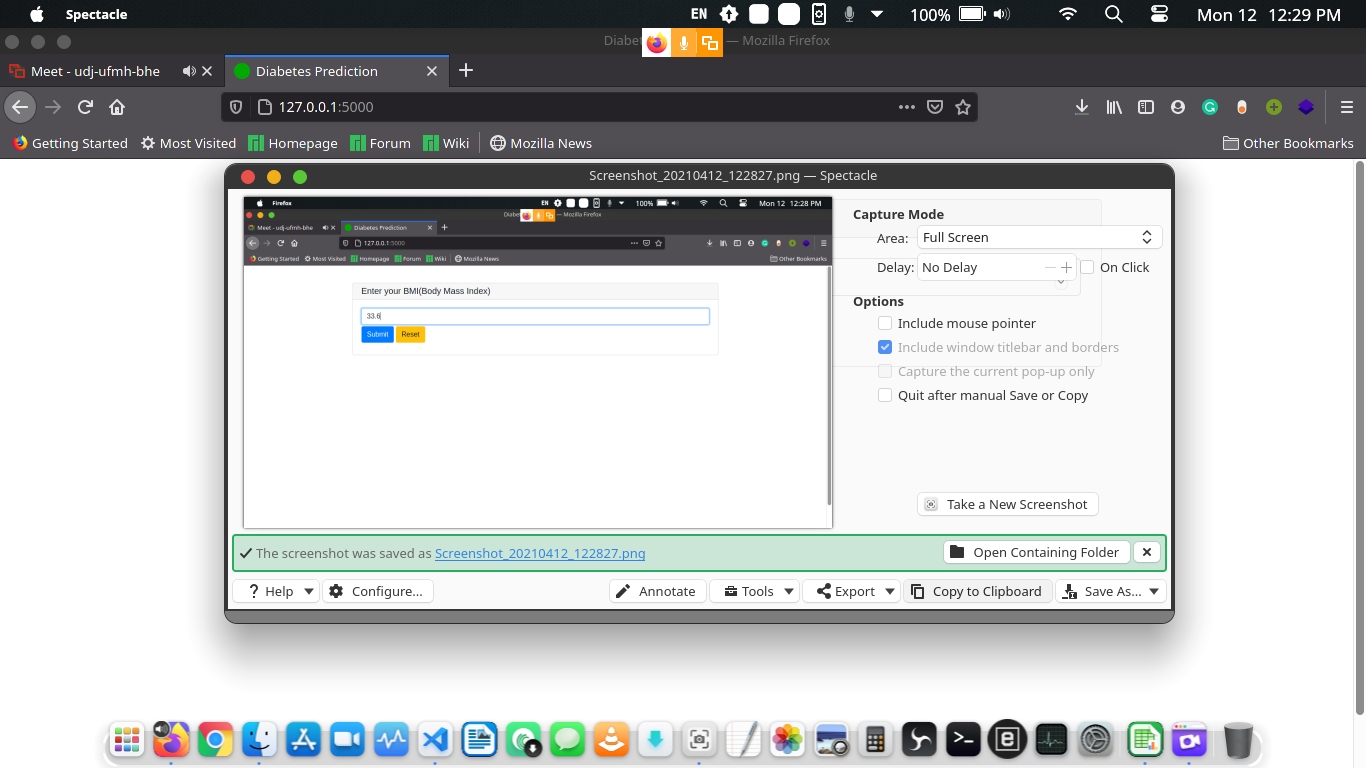 Spectacle EN 100% Mon 12 12:29 PM
Diabet — Mozilla Firefox
Meet - udj-ufmh-bhe Diabetes Prediction
127.0.0.1:5000
Getting Started Most Visited Homepage Forum Wiki Mozilla News Other Bookmarks
Screenshot_20210412_122827.png — Spectacle
Firefox EN 100% Mon 12 12:28 PM
Diabe — Mozilla Firefox
Meet - udj-ufmh-bhe Diabetes Prediction
127.0.0.1:5000
Getting Started Most Visited Homepage Forum Wiki Mozilla News Other Bookmarks
Enter your BMI(Body Mass Index)
33.6
Submit Reset
Capture Mode
Area: Full Screen
Delay: No Delay On Click
Options
Include mouse pointer
Include window titlebar and borders
Capture the current pop-up only
Quit after manual Save or Copy
Take a New Screenshot
The screenshot was saved as Screenshot_20210412_122827.png Open Containing Folder
Help Configure... Annotate Tools Export Copy to Clipboard Save As...